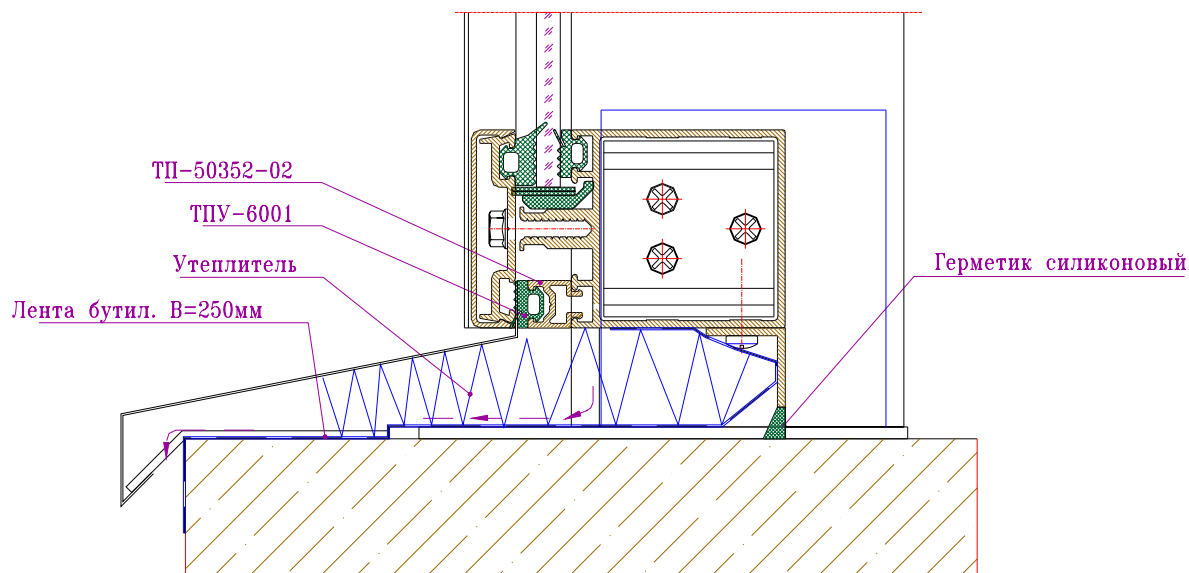 ТП-50352-02
ТПУ-6001
Утеплитель
Лента бутил. В=250мм
Герметик силиконовый